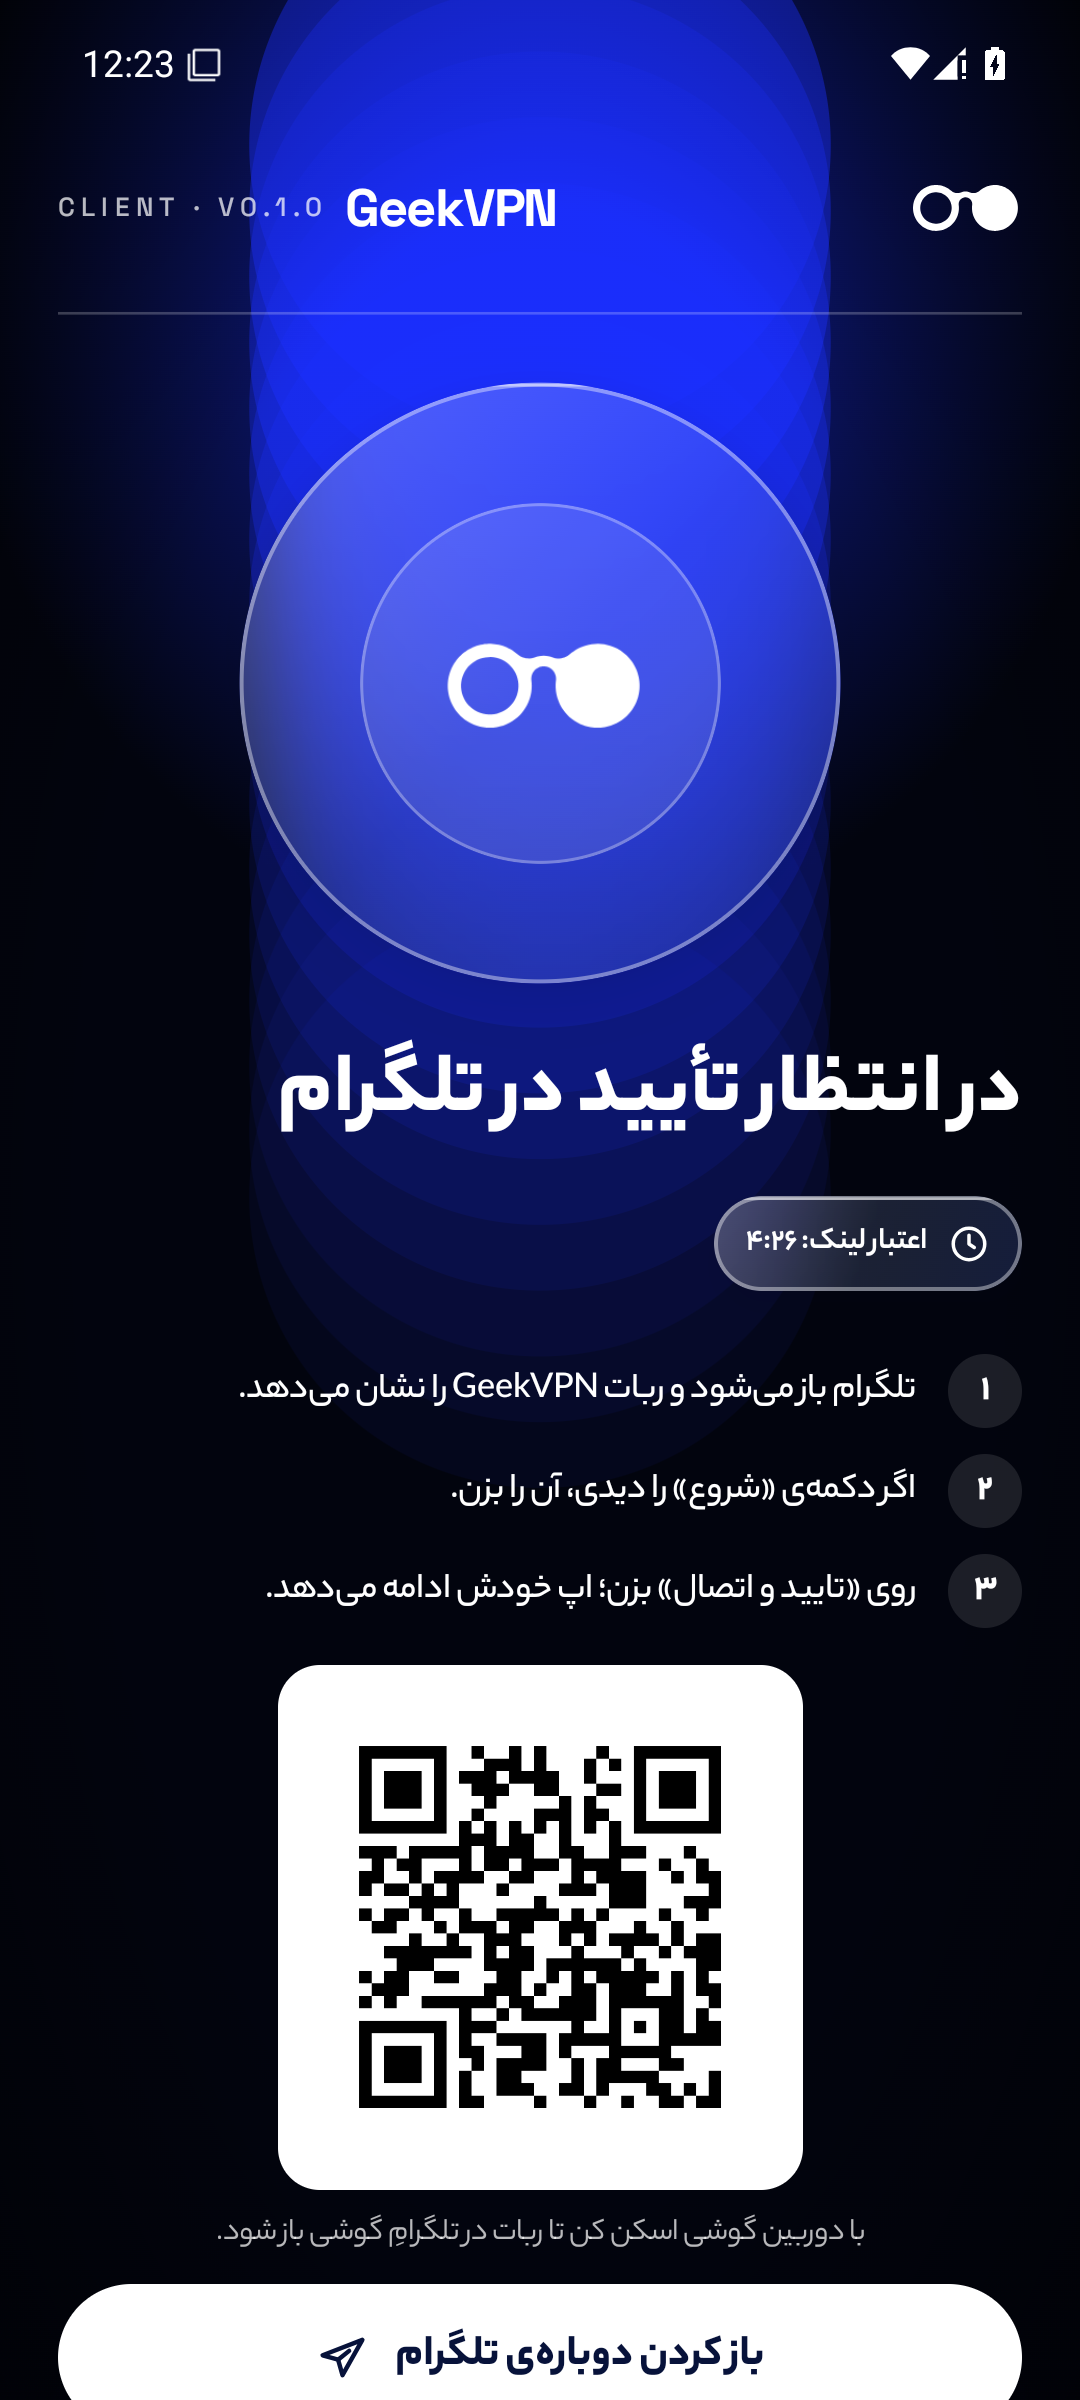 12:23
CLIENT · V0.1.0 GeekVPN
در انتظار تأیید در تلگرام
اعتبار لینک: ۴:۲۶
۱ تلگرام باز می‌شود و ربات GeekVPN را نشان می‌دهد.
۲ اگر دکمه‌ی «شروع» را دیدی، آن را بزن.
۳ روی «تایید و اتصال» بزن؛ اپ خودش ادامه می‌دهد.
با دوربین گوشی اسکن کن تا ربات در تلگرامِ گوشی باز شود.
باز کردن دوباره‌ی تلگرام